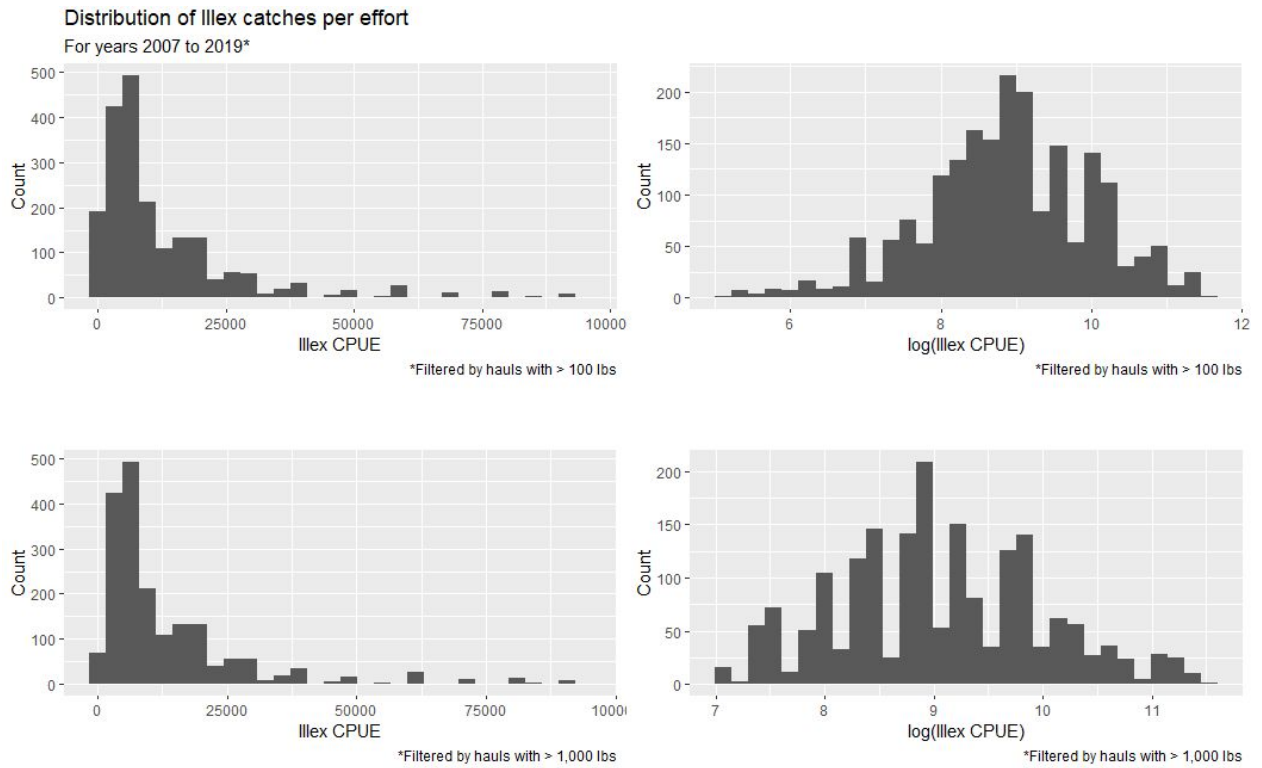 Distribution of Illex catches per effort
For years 2007 to 2019*
500
400
300
200
100
0
Count
0 25000 50000 75000 10000
Illex CPUE
*Filtered by hauls with > 100 lbs
200
150
100
50
0
Count
6 8 10 12
log(Illex CPUE)
*Filtered by hauls with > 100 lbs
500
400
300
200
100
0
Count
0 25000 50000 75000 1000
Illex CPUE
*Filtered by hauls with > 1,000 lbs
200
150
100
50
0
Count
7 8 9 10 11
log(Illex CPUE)
*Filtered by hauls with > 1,000 lbs